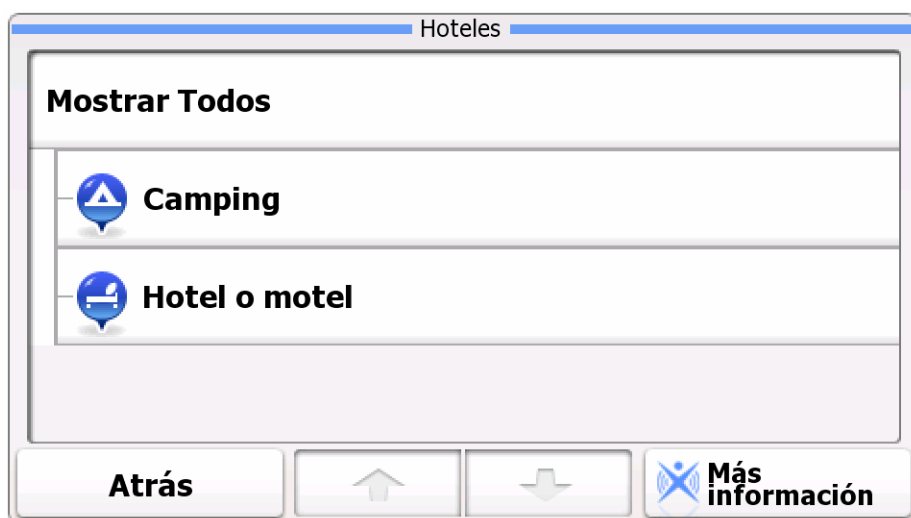 Hoteles
Mostrar Todos
Camping
Hotel o motel
Atrás
Más
información